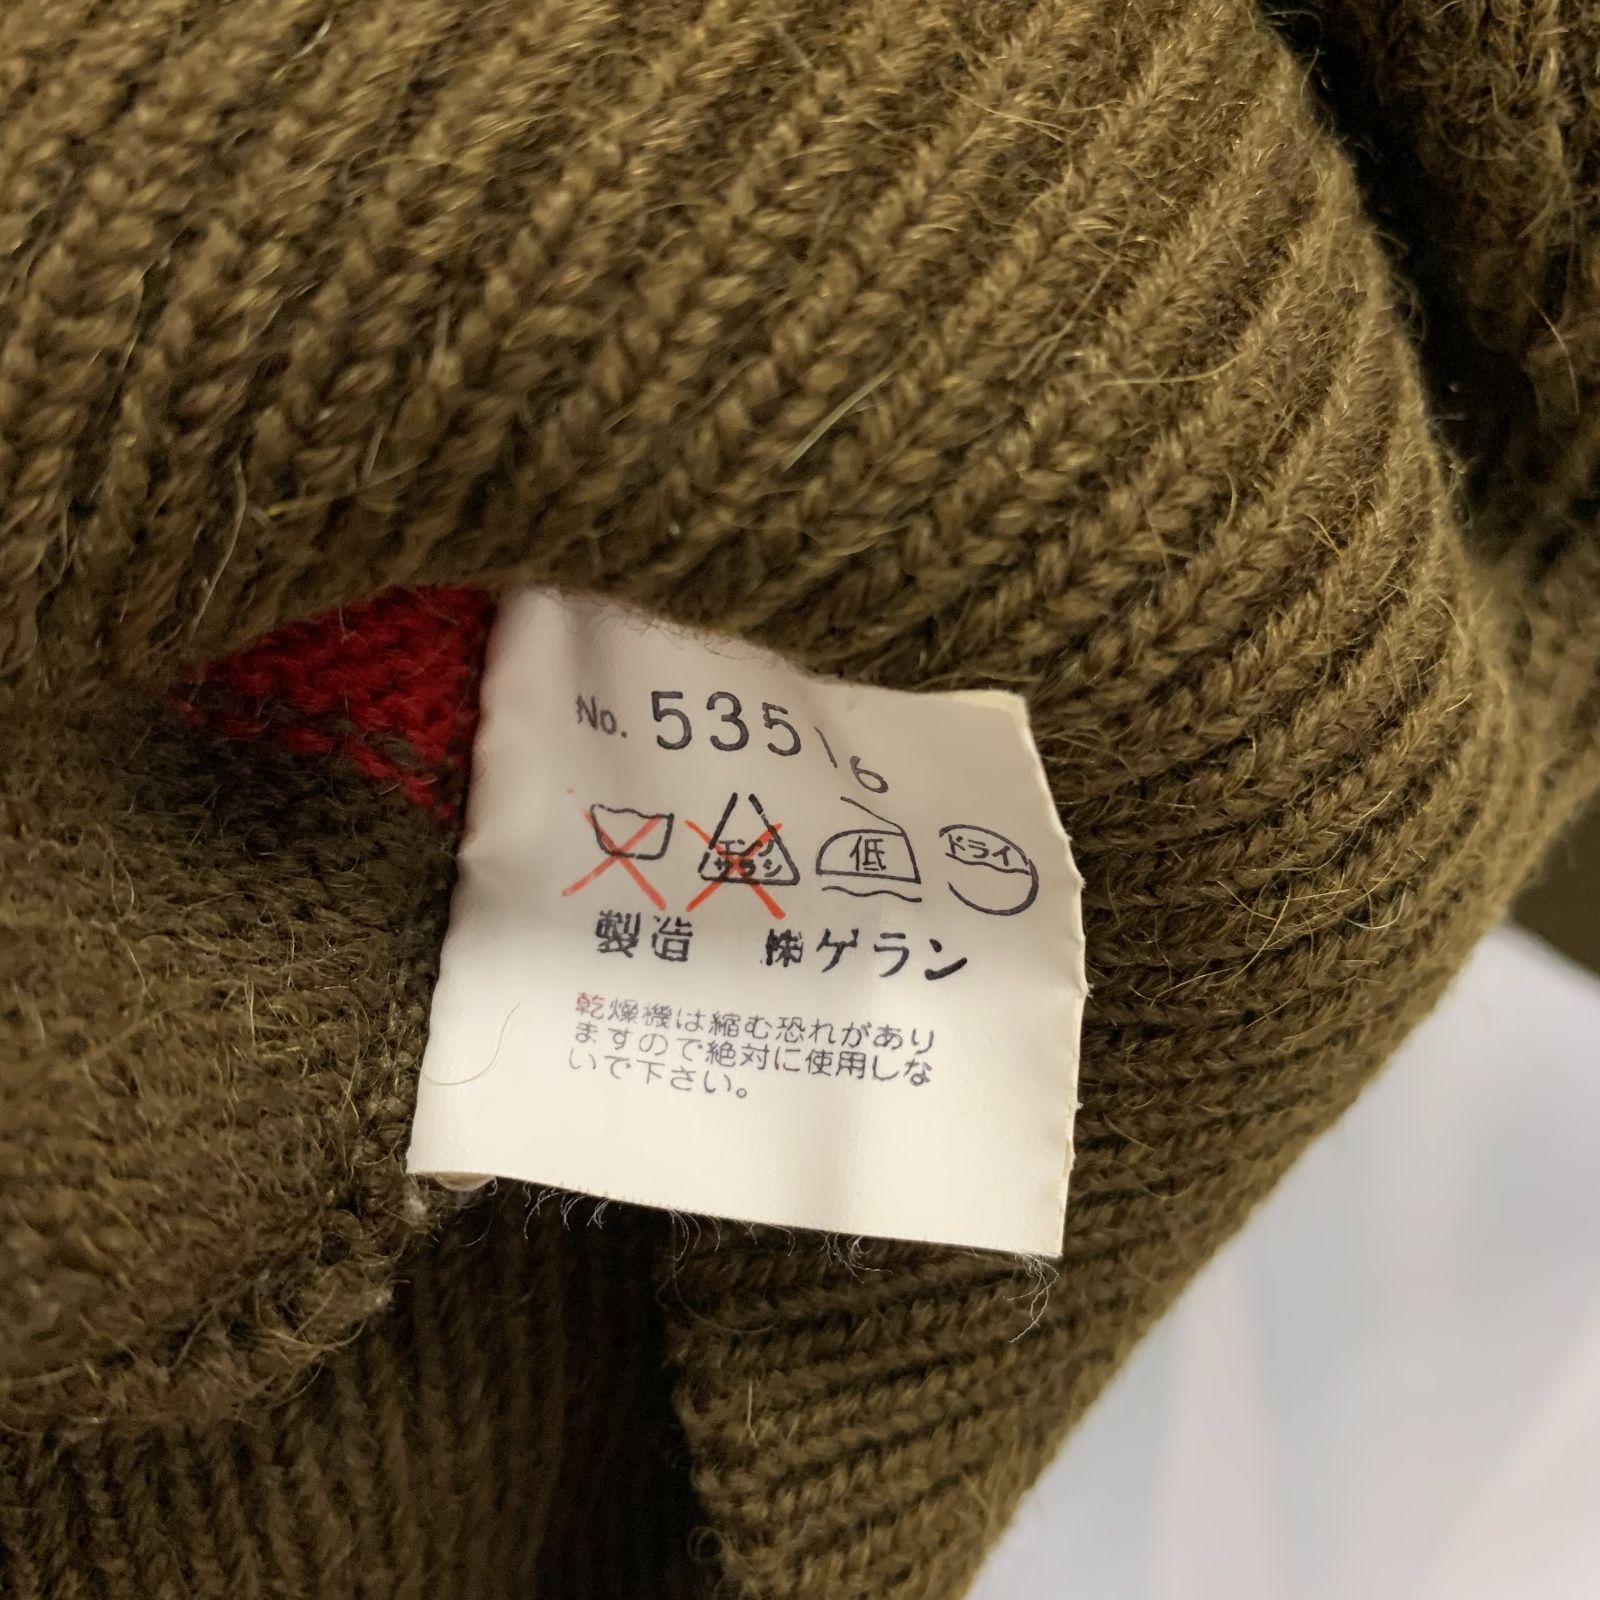 No. 53516
エンソ
サラシ
低
ドライ
製造 ㈱ゲラン
乾燥機は縮む恐れがあり
ますので絶対に使用しな
いで下さい。